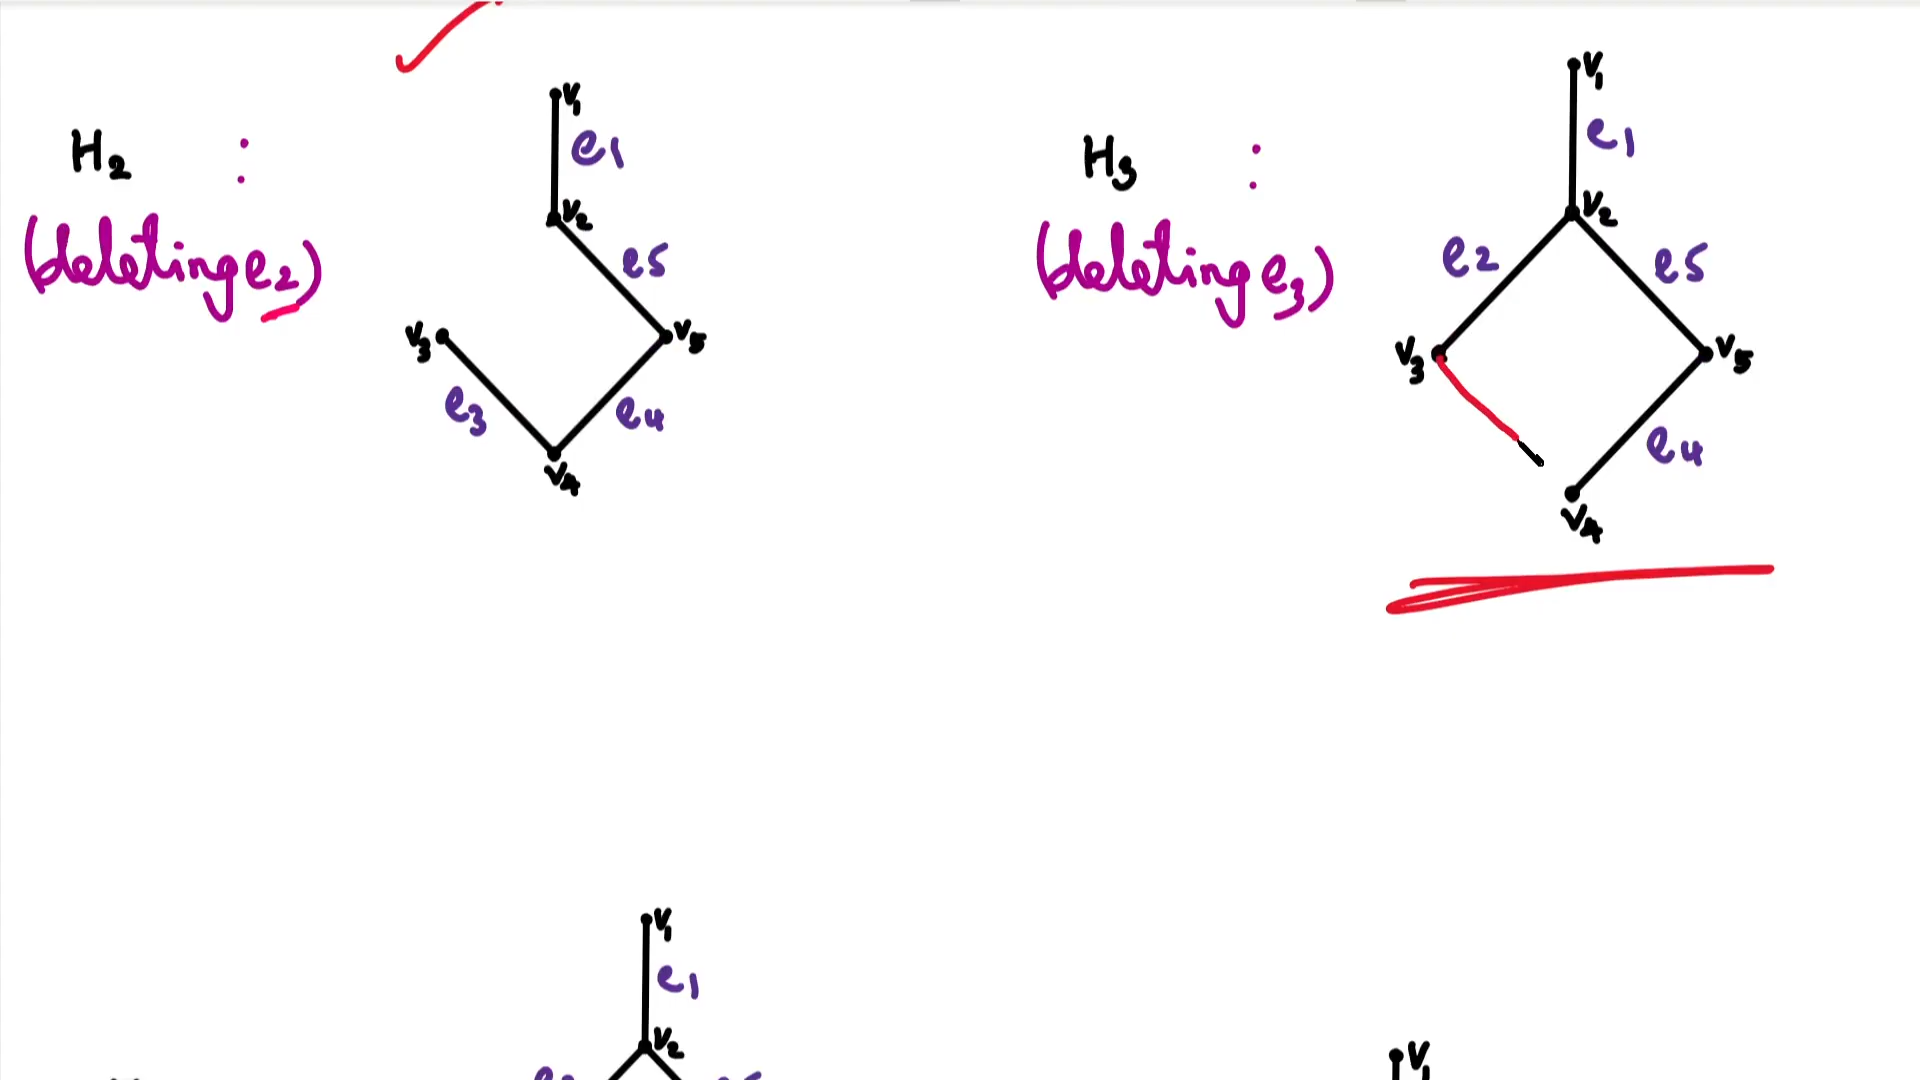 H2 :
(deleting e2)
v1
e1
v2
e5
v3
v5
e3
e4
v4
H3 :
(deleting e3)
v1
e1
v2
e2
e5
v3
v5
e4
v4
v1
e1
v2
v1